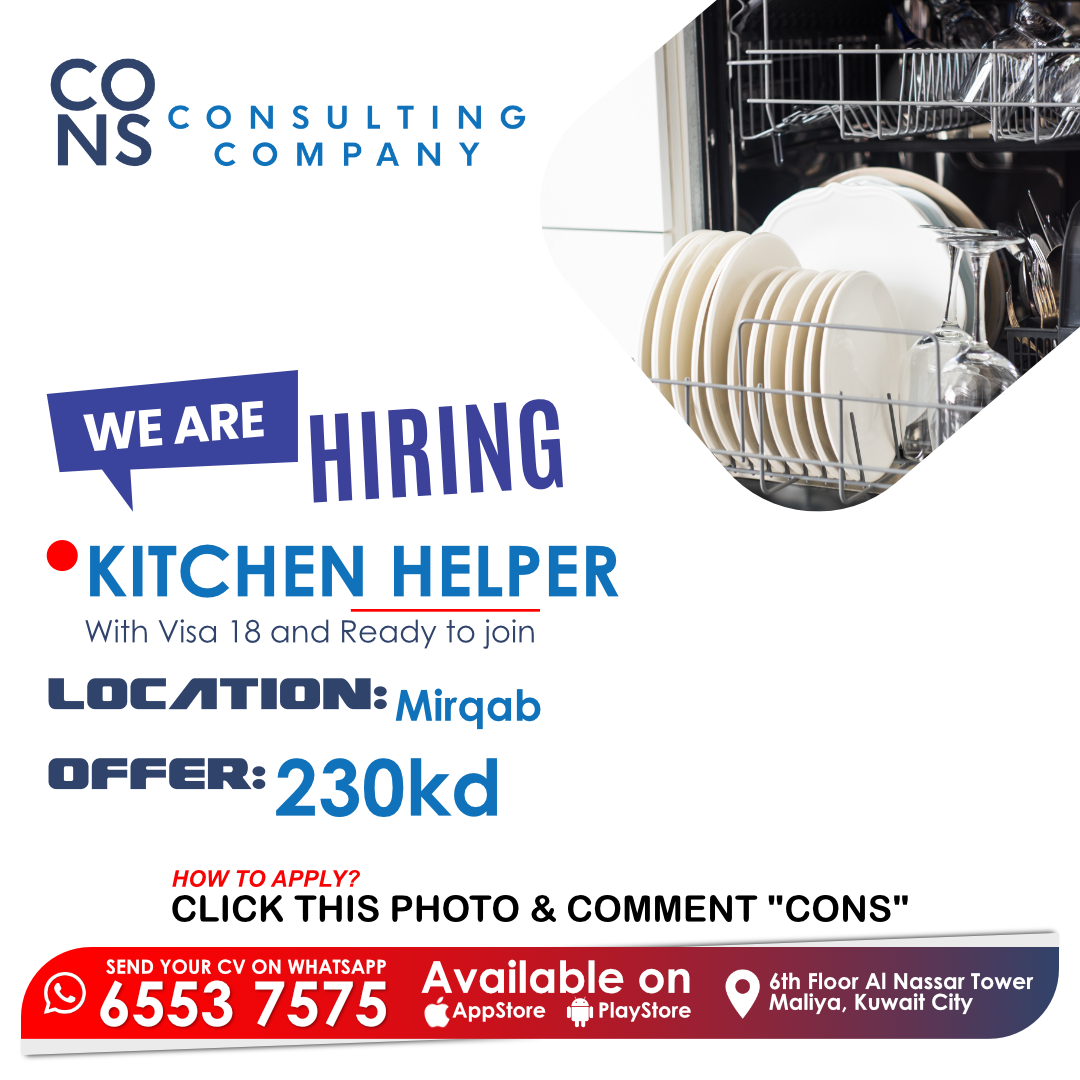 CO
NS
CONSULTING
COMPANY
WE ARE
HIRING
KITCHEN HELPER
With Visa 18 and Ready to join
LOCATION: Mirqab
OFFER: 230kd
HOW TO APPLY?
CLICK THIS PHOTO & COMMENT "CONS"
SEND YOUR CV ON WHATSAPP
6553 7575
Available on
AppStore PlayStore
6th Floor Al Nassar Tower
Maliya, Kuwait City